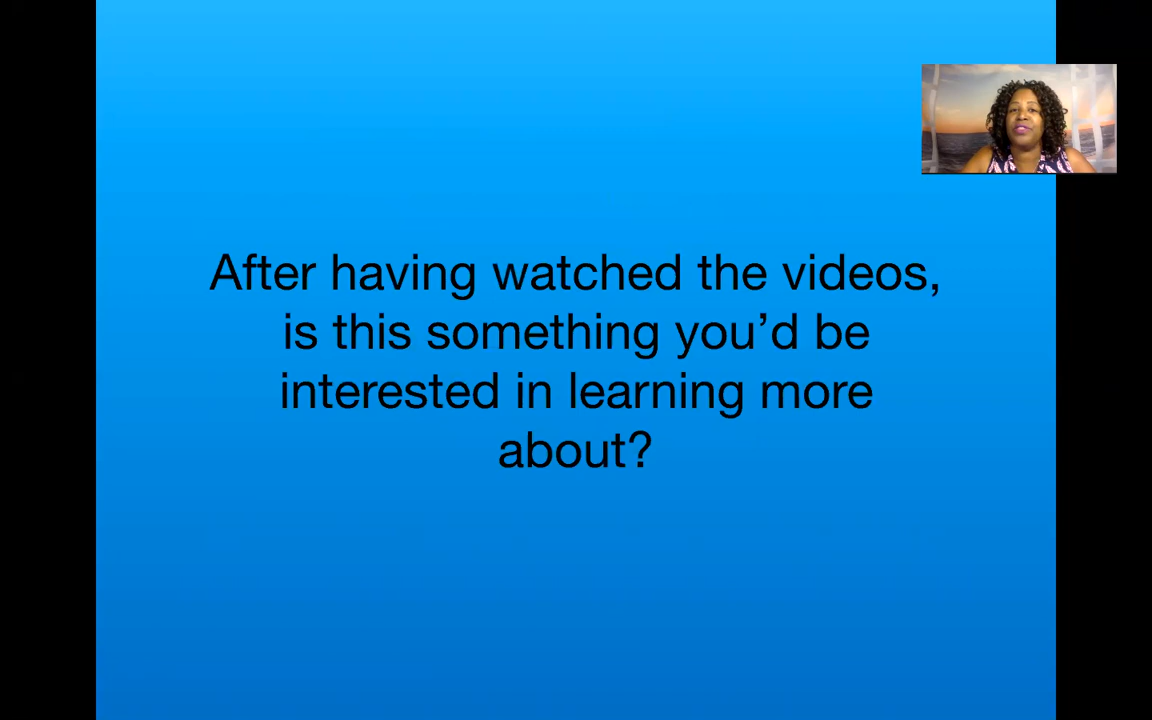 After having watched the videos,
is this something you’d be
interested in learning more
about?